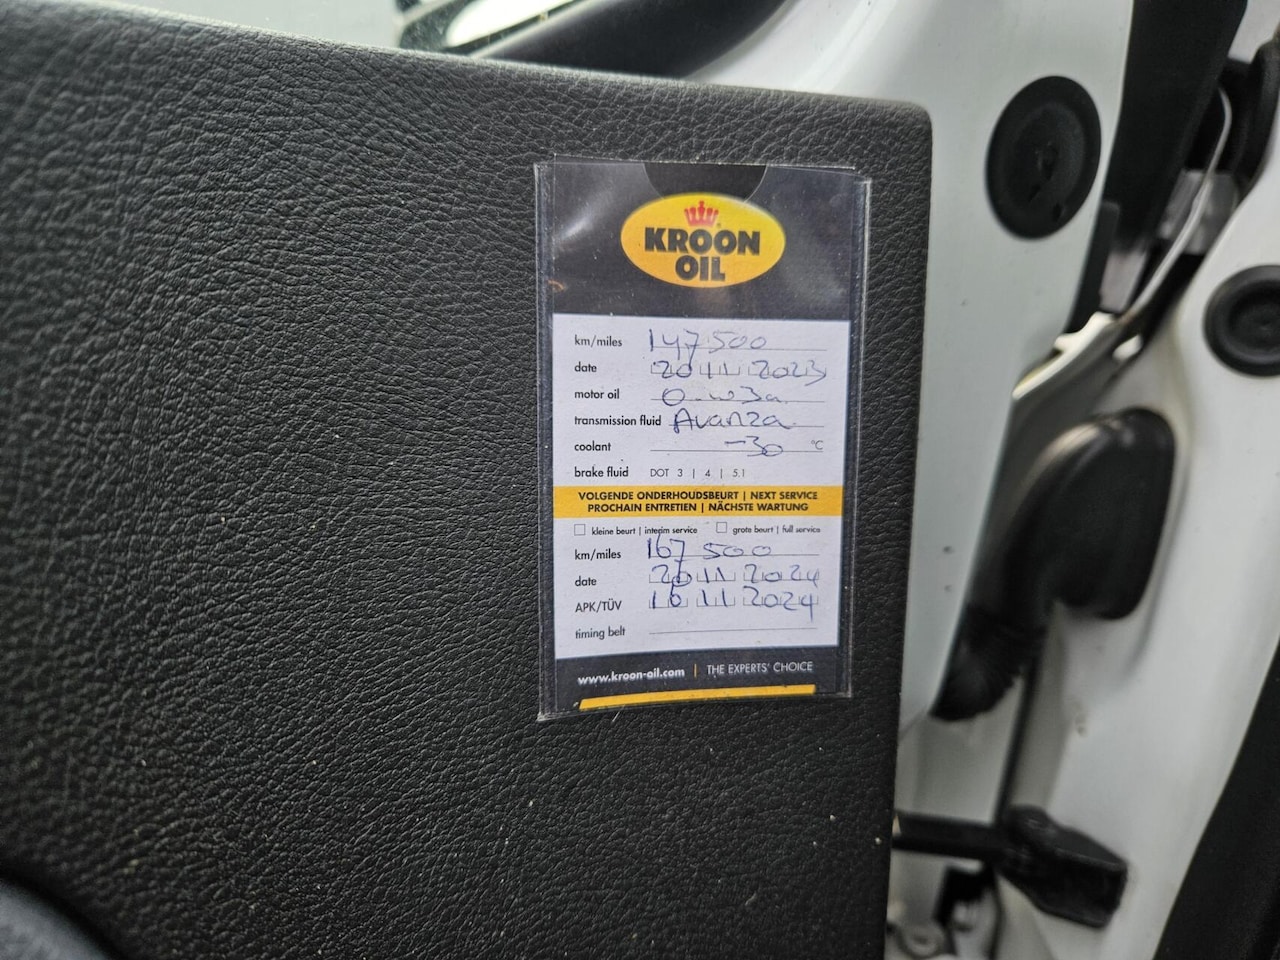 KROON
OIL
km/miles 147 500
date 20 11 2023
motor oil 0-w30
transmission fluid Avanza
coolant -30 °C
brake fluid DOT 3 | 4 | 5.1
VOLGENDE ONDERHOUDSBEURT | NEXT SERVICE
PROCHAIN ENTRETIEN | NÄCHSTE WARTUNG
kleine beurt | interim service grote beurt | full service
km/miles 167 500
date 20 11 2024
APK/TÜV 16 11 2024
timing belt
www.kroon-oil.com | THE EXPERTS' CHOICE